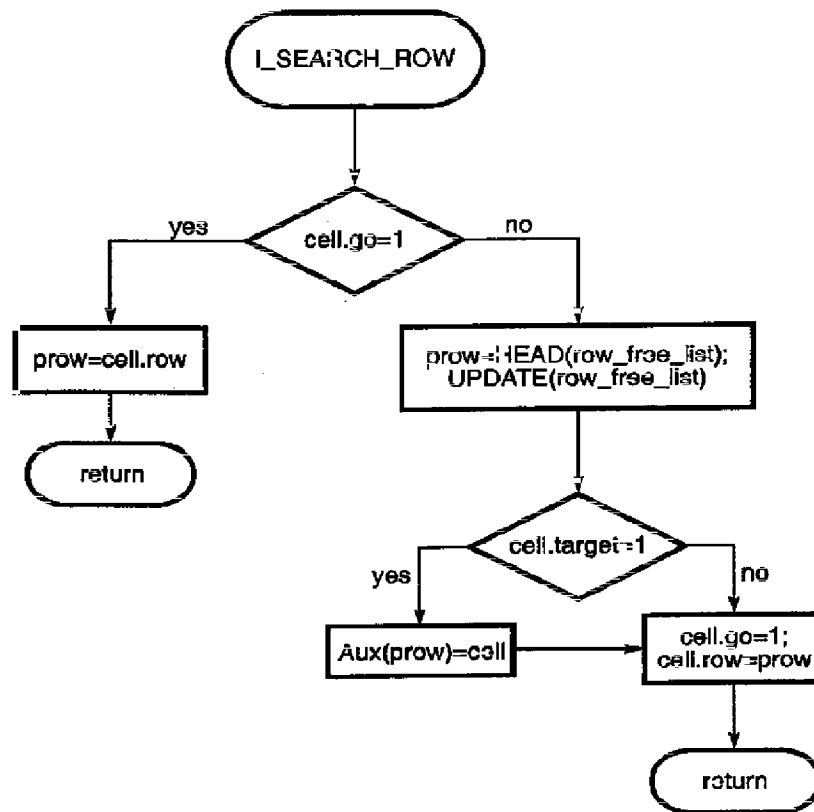 I_SEARCH_ROW
cell.go=1
yes
no
prow=cell.row
prow=HEAD(row_free_list);
UPDATE(row_free_list)
return
cell.target=1
yes
no
Aux(prow)=cell
cell.go=1;
cell.row=prow
return